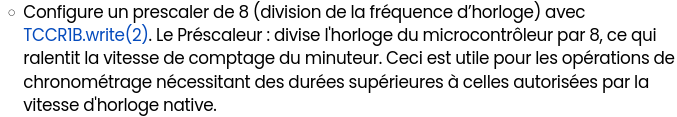 Configure un prescaler de 8 (division de la fréquence d’horloge) avec
TCCR1B.write(2). Le Préscaleur : divise l'horloge du microcontrôleur par 8, ce qui
ralentit la vitesse de comptage du minuteur. Ceci est utile pour les opérations de
chronométrage nécessitant des durées supérieures à celles autorisées par la
vitesse d'horloge native.